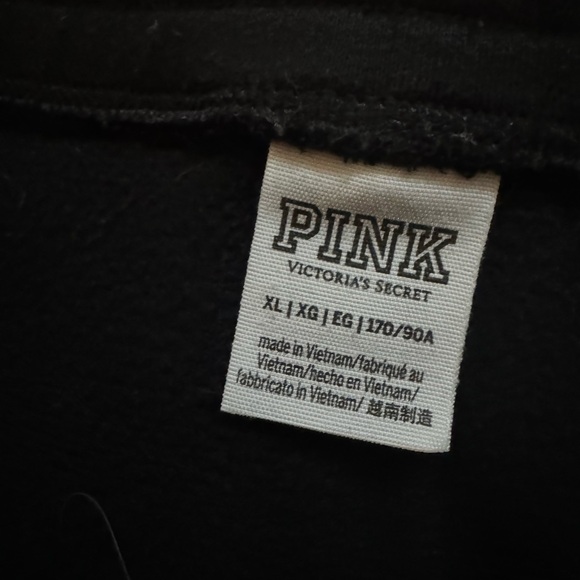 PINK
VICTORIA'S SECRET
XL | XG | EG | 170/90A
made in Vietnam/fabriqué au
Vietnam/hecho en Vietnam/
fabbricato in Vietnam/ 越南制造